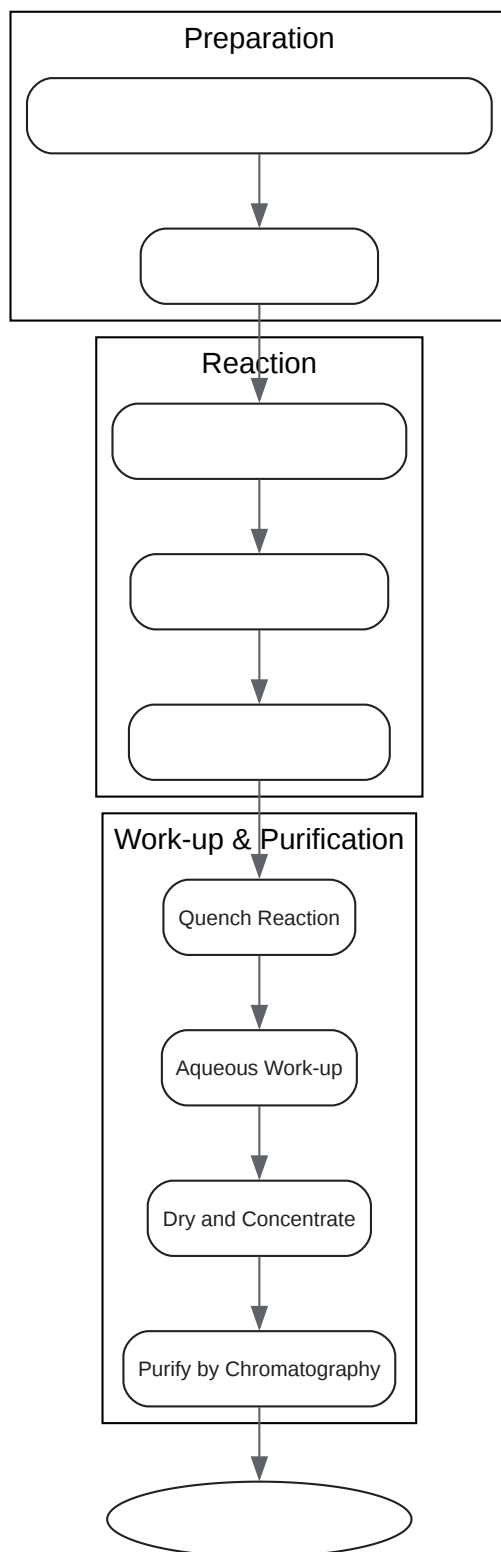 Preparation
Reaction
Work-up & Purification
Quench Reaction
Aqueous Work-up
Dry and Concentrate
Purify by Chromatography